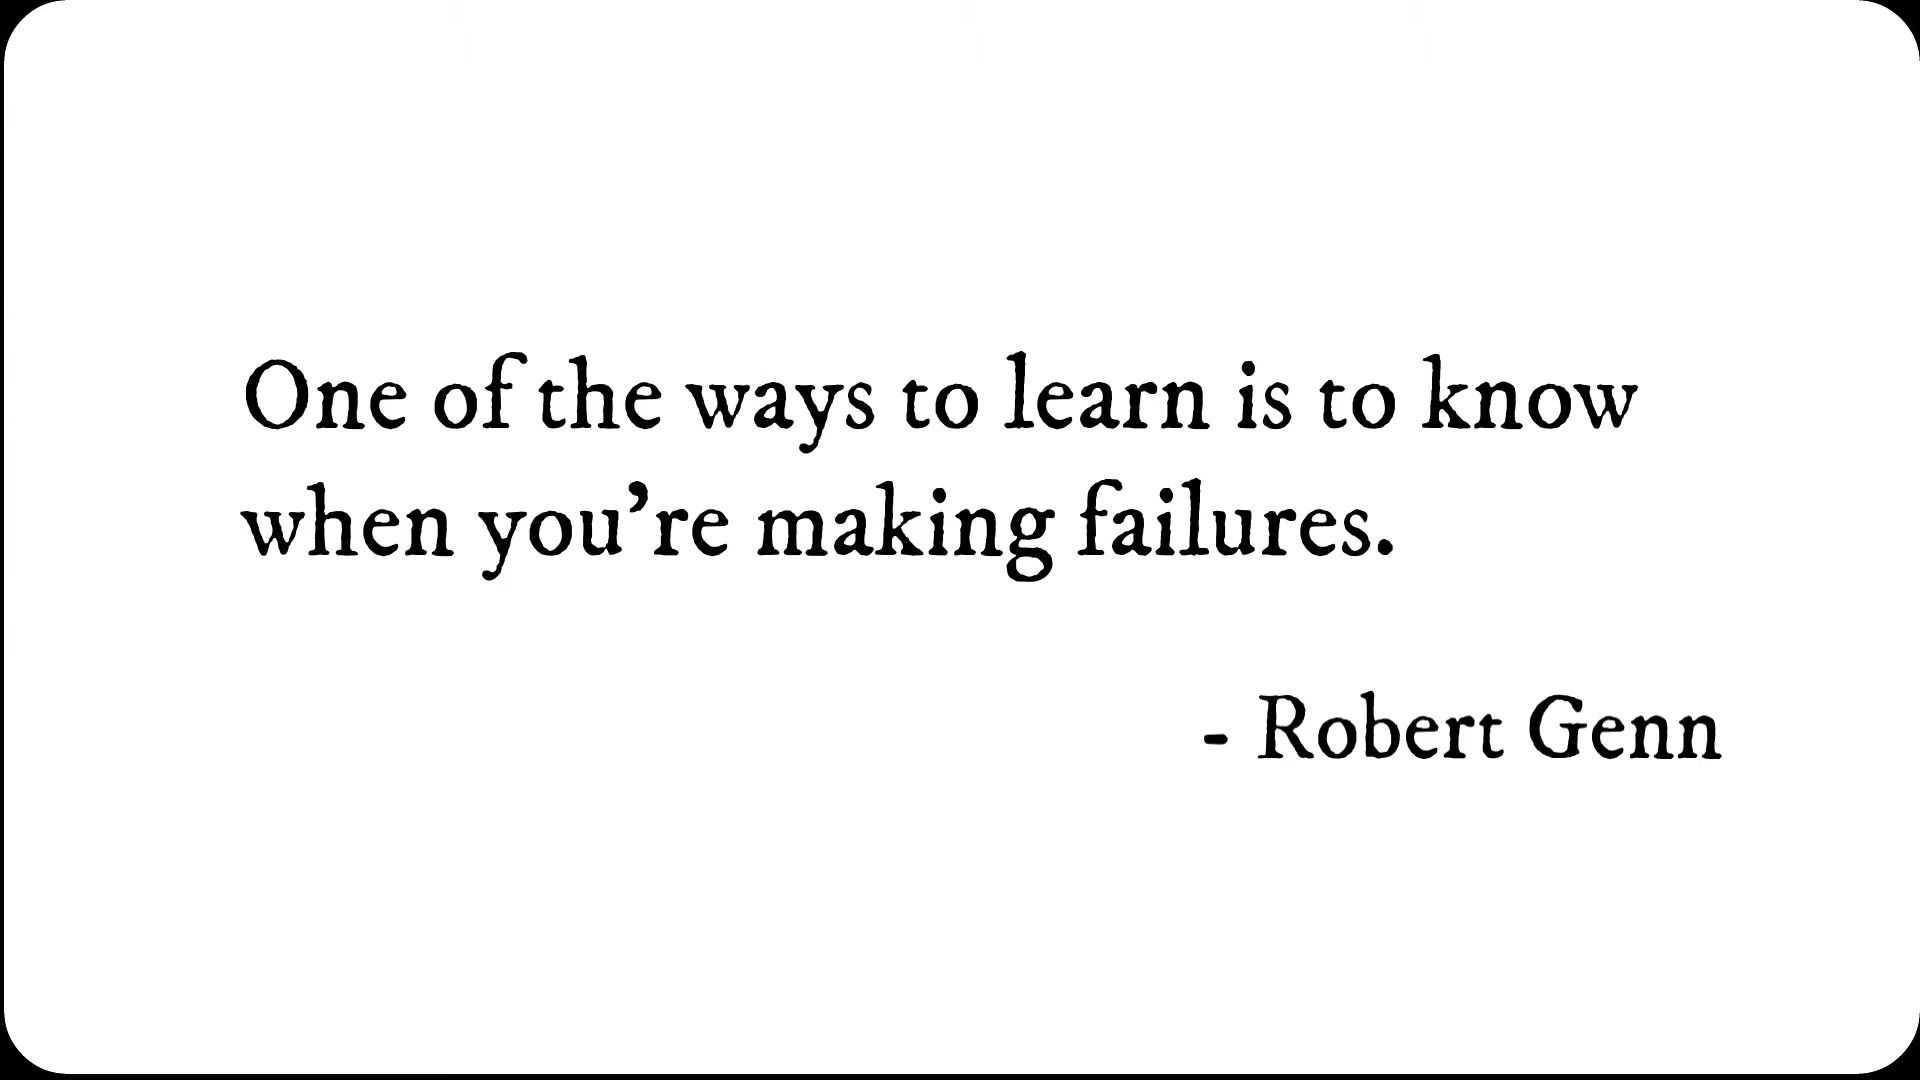 One of the ways to learn is to know
when you’re making failures.
- Robert Genn